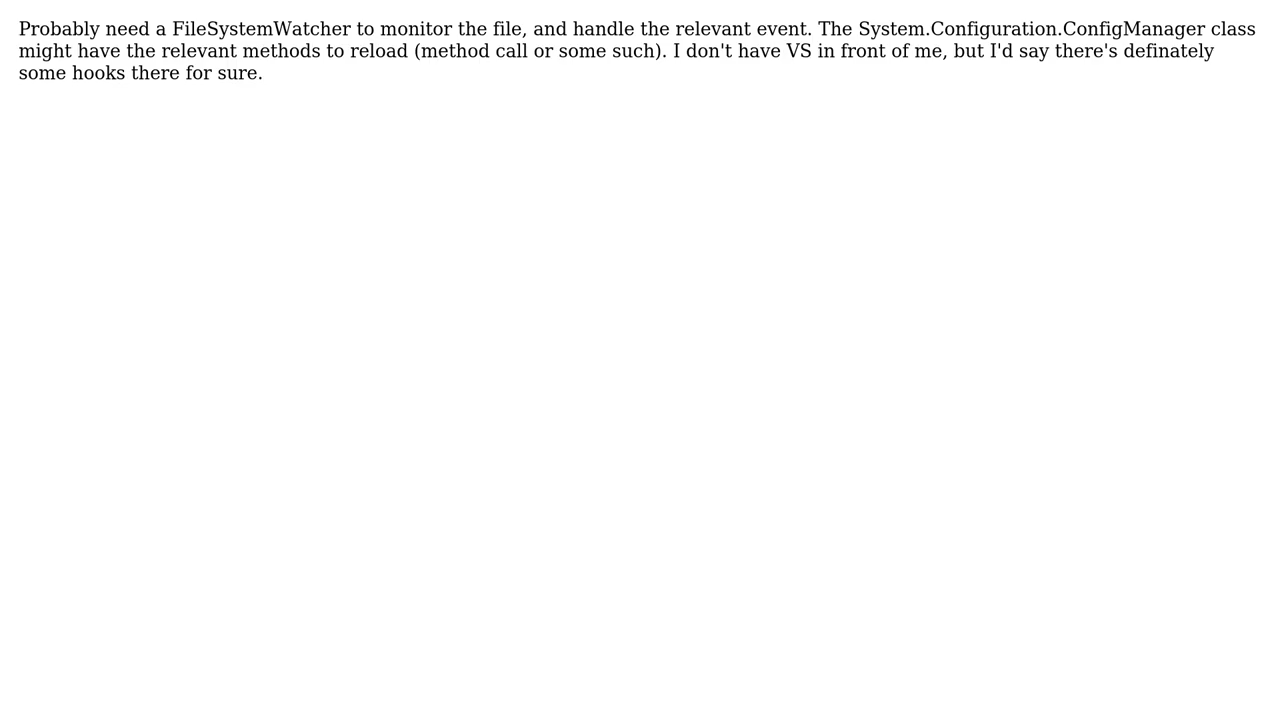 Probably need a FileSystemWatcher to monitor the file, and handle the relevant event. The System.Configuration.ConfigManager class
might have the relevant methods to reload (method call or some such). I don't have VS in front of me, but I'd say there's definately
some hooks there for sure.